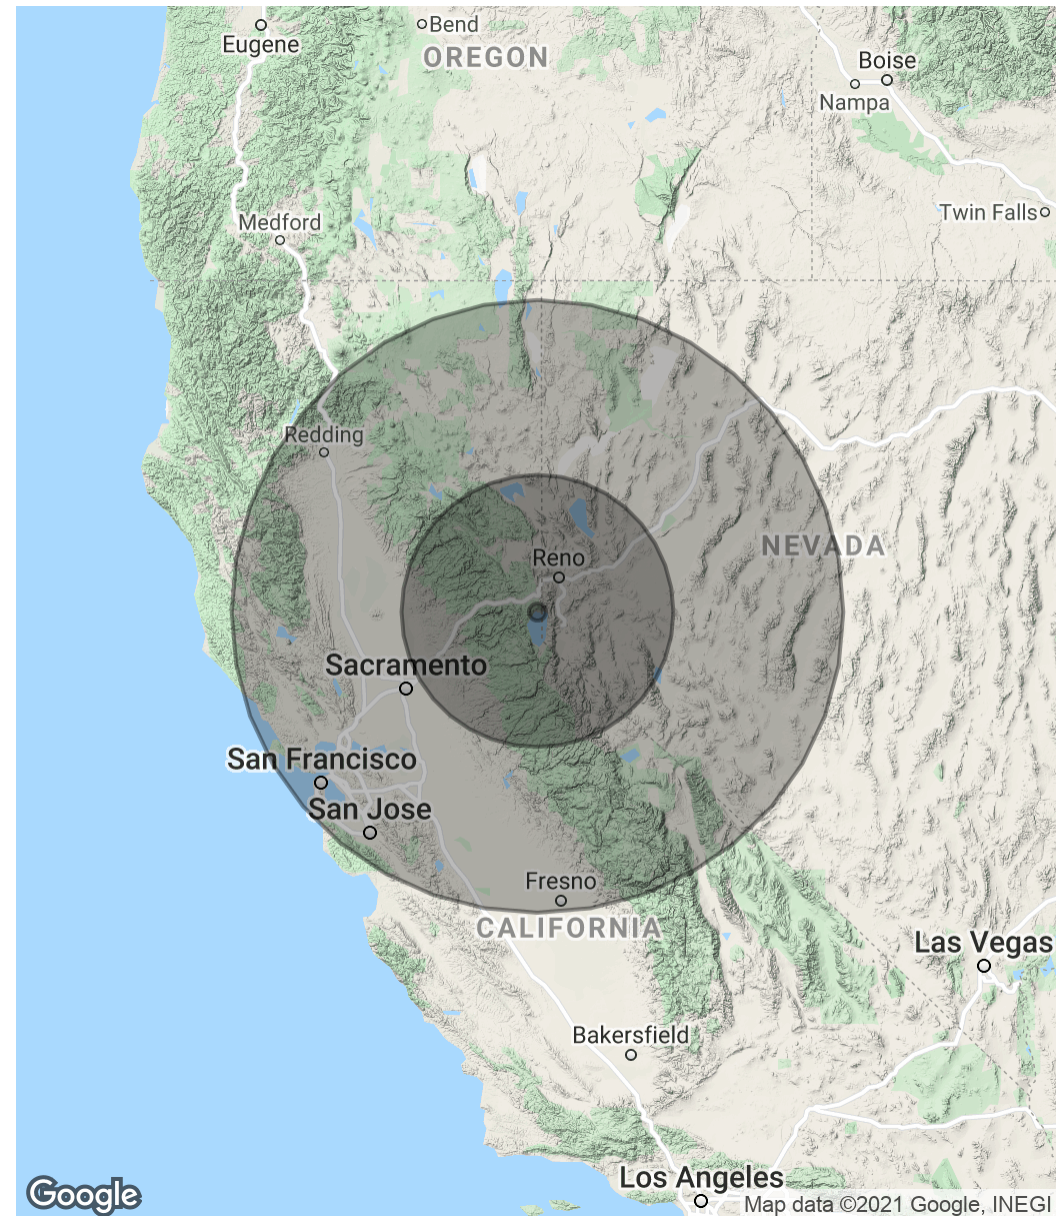 Bend
Eugene
OREGON
Boise
Nampa
Twin Falls
Medford
Redding
NEVADA
Reno
Sacramento
San Francisco
San Jose
Fresno
CALIFORNIA
Las Vegas
Bakersfield
Los Angeles
Google
Map data ©2021 Google, INEGI